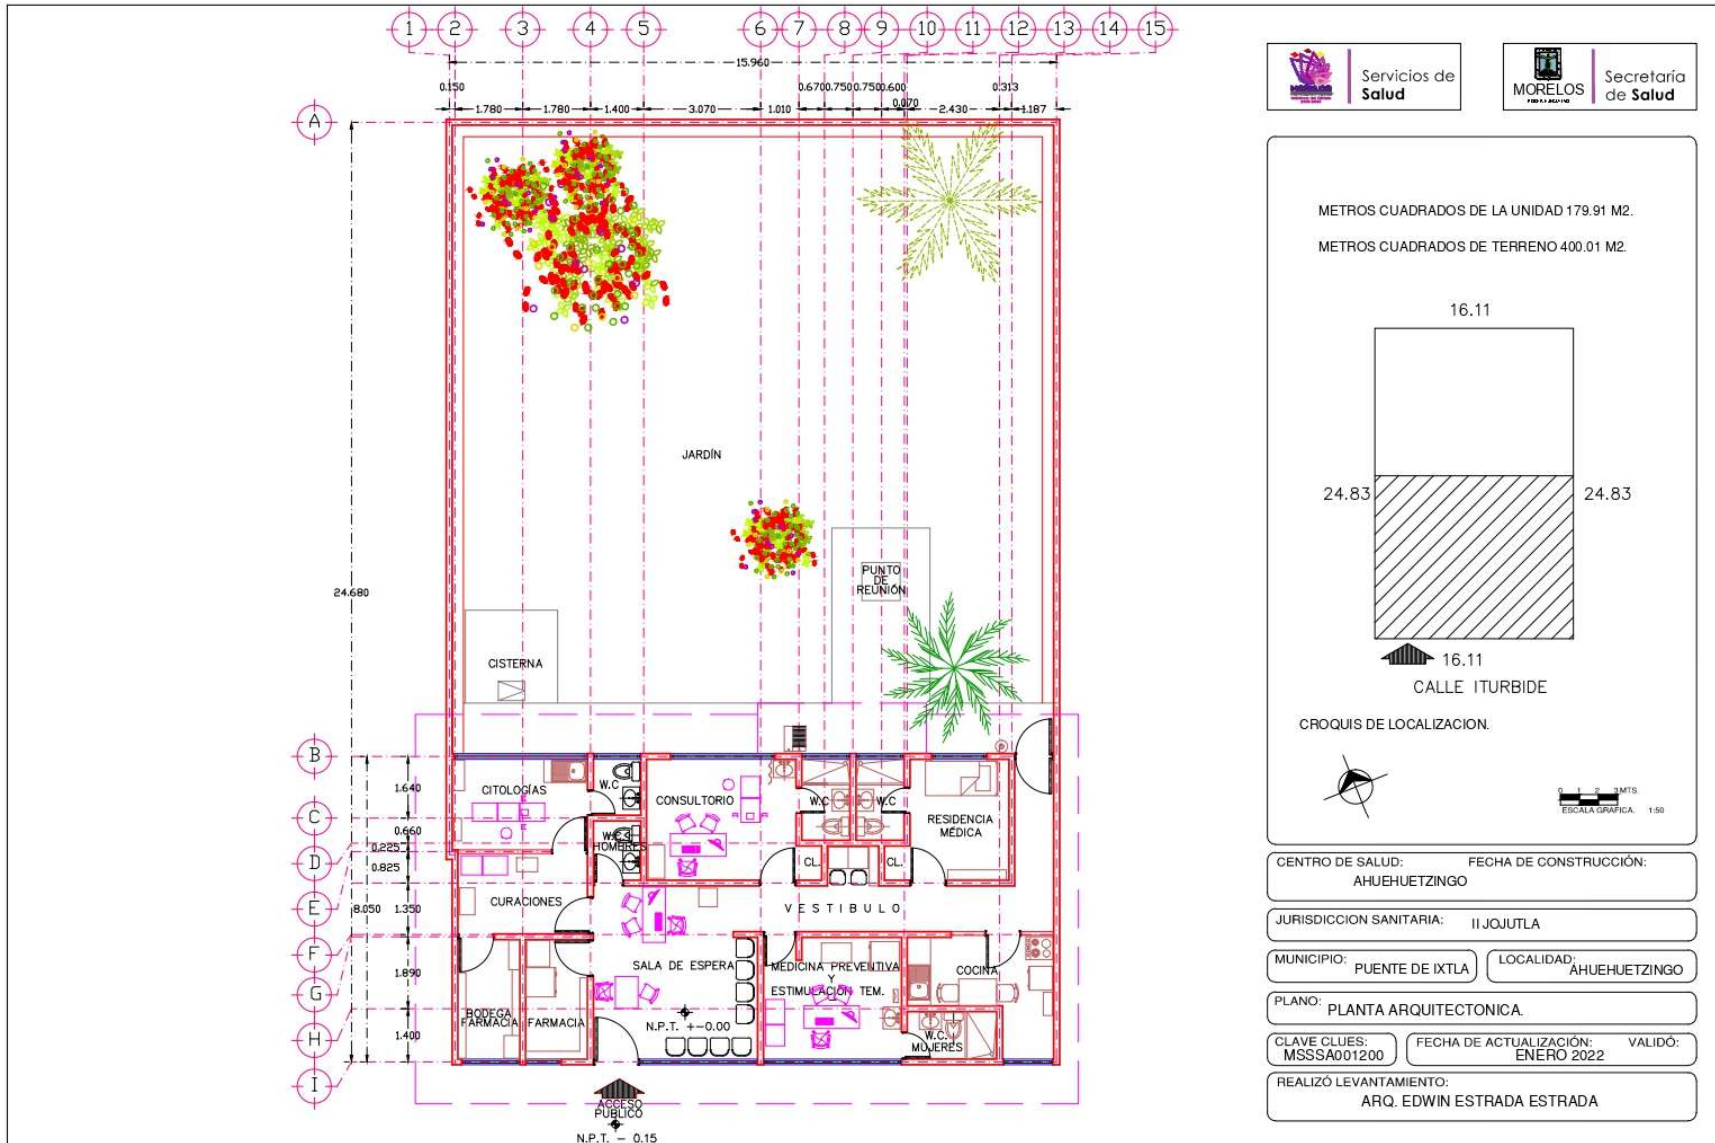 1 2 3 4 5 6 7 8 9 10 11 12 13 14 15
15.960
0.150 0.670 0.750 0.750 0.600 0.313
1.780 1.780 1.400 3.070 1.010 0.070 2.430 1.187
A
24.680
JARDÍN
PUNTO
DE
REUNIÓN
CISTERNA
B
C
D
E
F
G
H
I
1.640
0.660
0.225
0.825
8.050 1.350
1.890
1.400
CITOLOGÍAS
W.C
CONSULTORIO
W.C
W.C
RESIDENCIA
MÉDICA
W.C.S
HOMBRES
CL.
CL.
CURACIONES
VESTIBULO
SALA DE ESPERA
MEDICINA PREVENTIVA
Y
ESTIMULACIÓN TEM.
COCINA
BODEGA
FARMACIA
FARMACIA
N.P.T. +-0.00
W.C.
MUJERES
ACCESO
PÚBLICO
N.P.T. - 0.15
Servicios de
Salud
MORELOS
MORELOS
Secretaría
de Salud
METROS CUADRADOS DE LA UNIDAD 179.91 M2.
METROS CUADRADOS DE TERRENO 400.01 M2.
16.11
24.83
24.83
16.11
CALLE ITURBIDE
CROQUIS DE LOCALIZACION.
0 1 2 3 MTS
ESCALA GRAFICA. 1:50
CENTRO DE SALUD: FECHA DE CONSTRUCCIÓN:
AHUEHUETZINGO
JURISDICCION SANITARIA: II JOJUTLA
MUNICIPIO: PUENTE DE IXTLA
LOCALIDAD: AHUEHUETZINGO
PLANO: PLANTA ARQUITECTONICA.
CLAVE CLUES:
MSSSA001200
FECHA DE ACTUALIZACIÓN: VALIDÓ:
ENERO 2022
REALIZÓ LEVANTAMIENTO:
ARQ. EDWIN ESTRADA ESTRADA